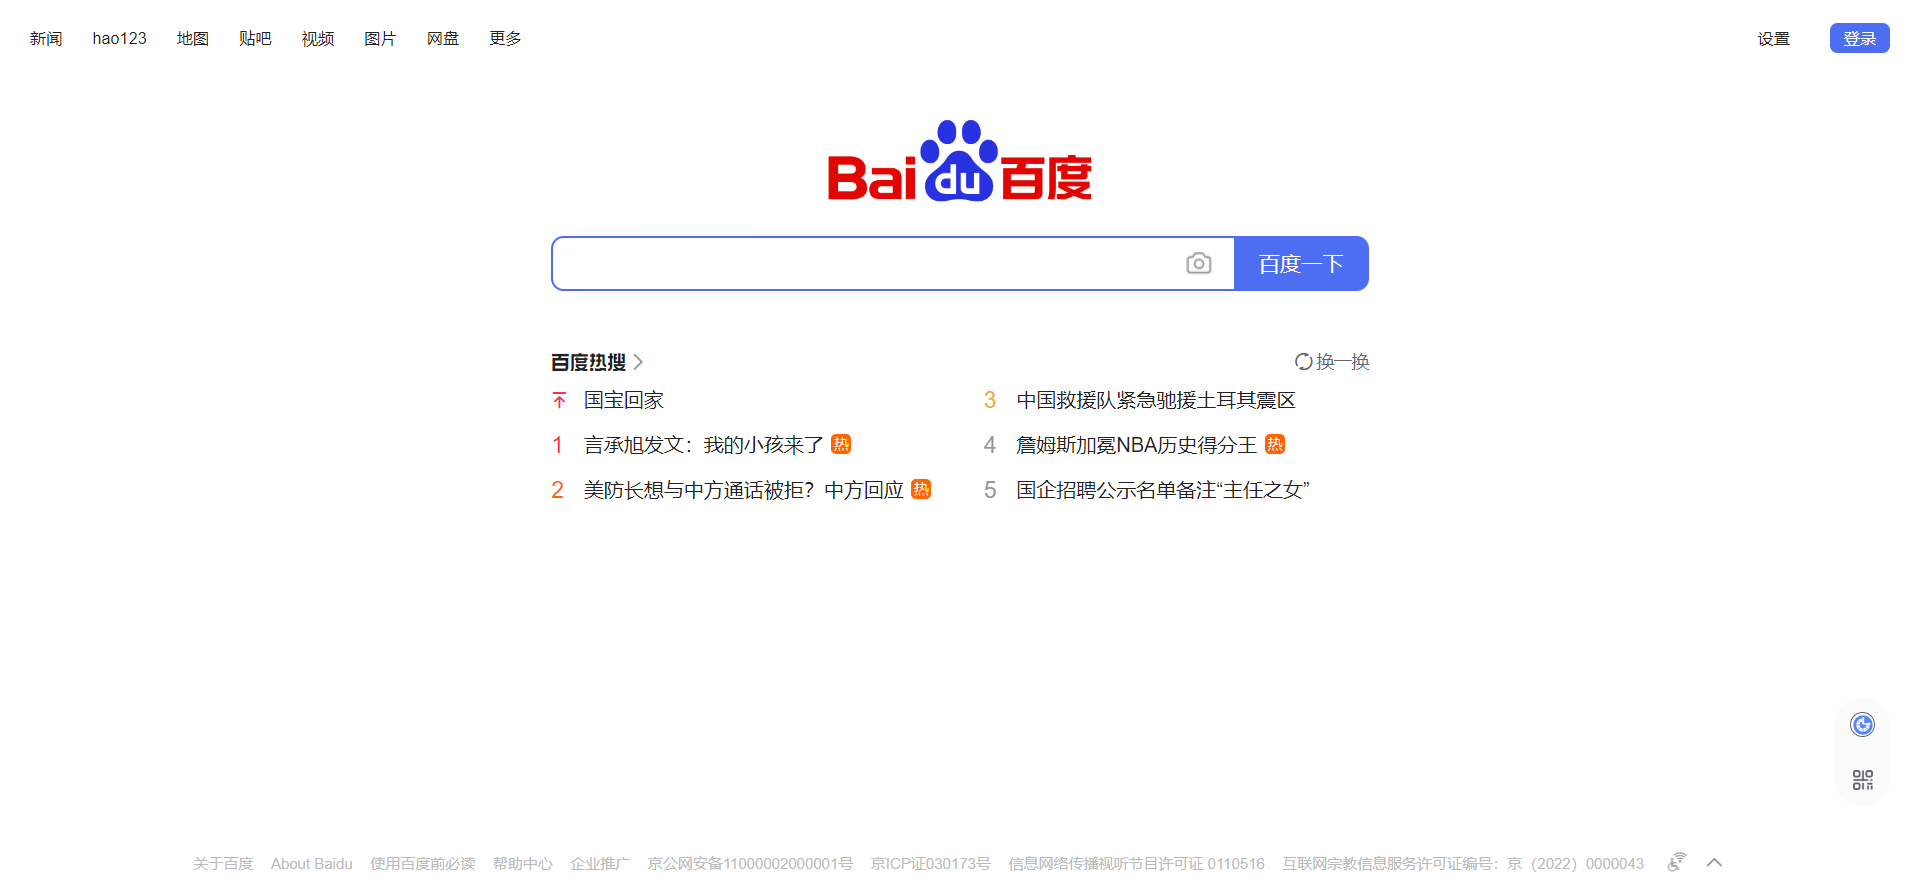 新闻 hao123 地图 贴吧 视频 图片 网盘 更多 设置 登录
Bai du 百度
百度一下
百度热搜 换一换
国宝回家
1 言承旭发文：我的小孩来了 热
2 美防长想与中方通话被拒？中方回应 热
3 中国救援队紧急驰援土耳其震区
4 詹姆斯加冕NBA历史得分王 热
5 国企招聘公示名单备注“主任之女”
关于百度 About Baidu 使用百度前必读 帮助中心 企业推广 京公网安备11000002000001号 京ICP证030173号 信息网络传播视听节目许可证 0110516 互联网宗教信息服务许可证编号：京（2022）0000043